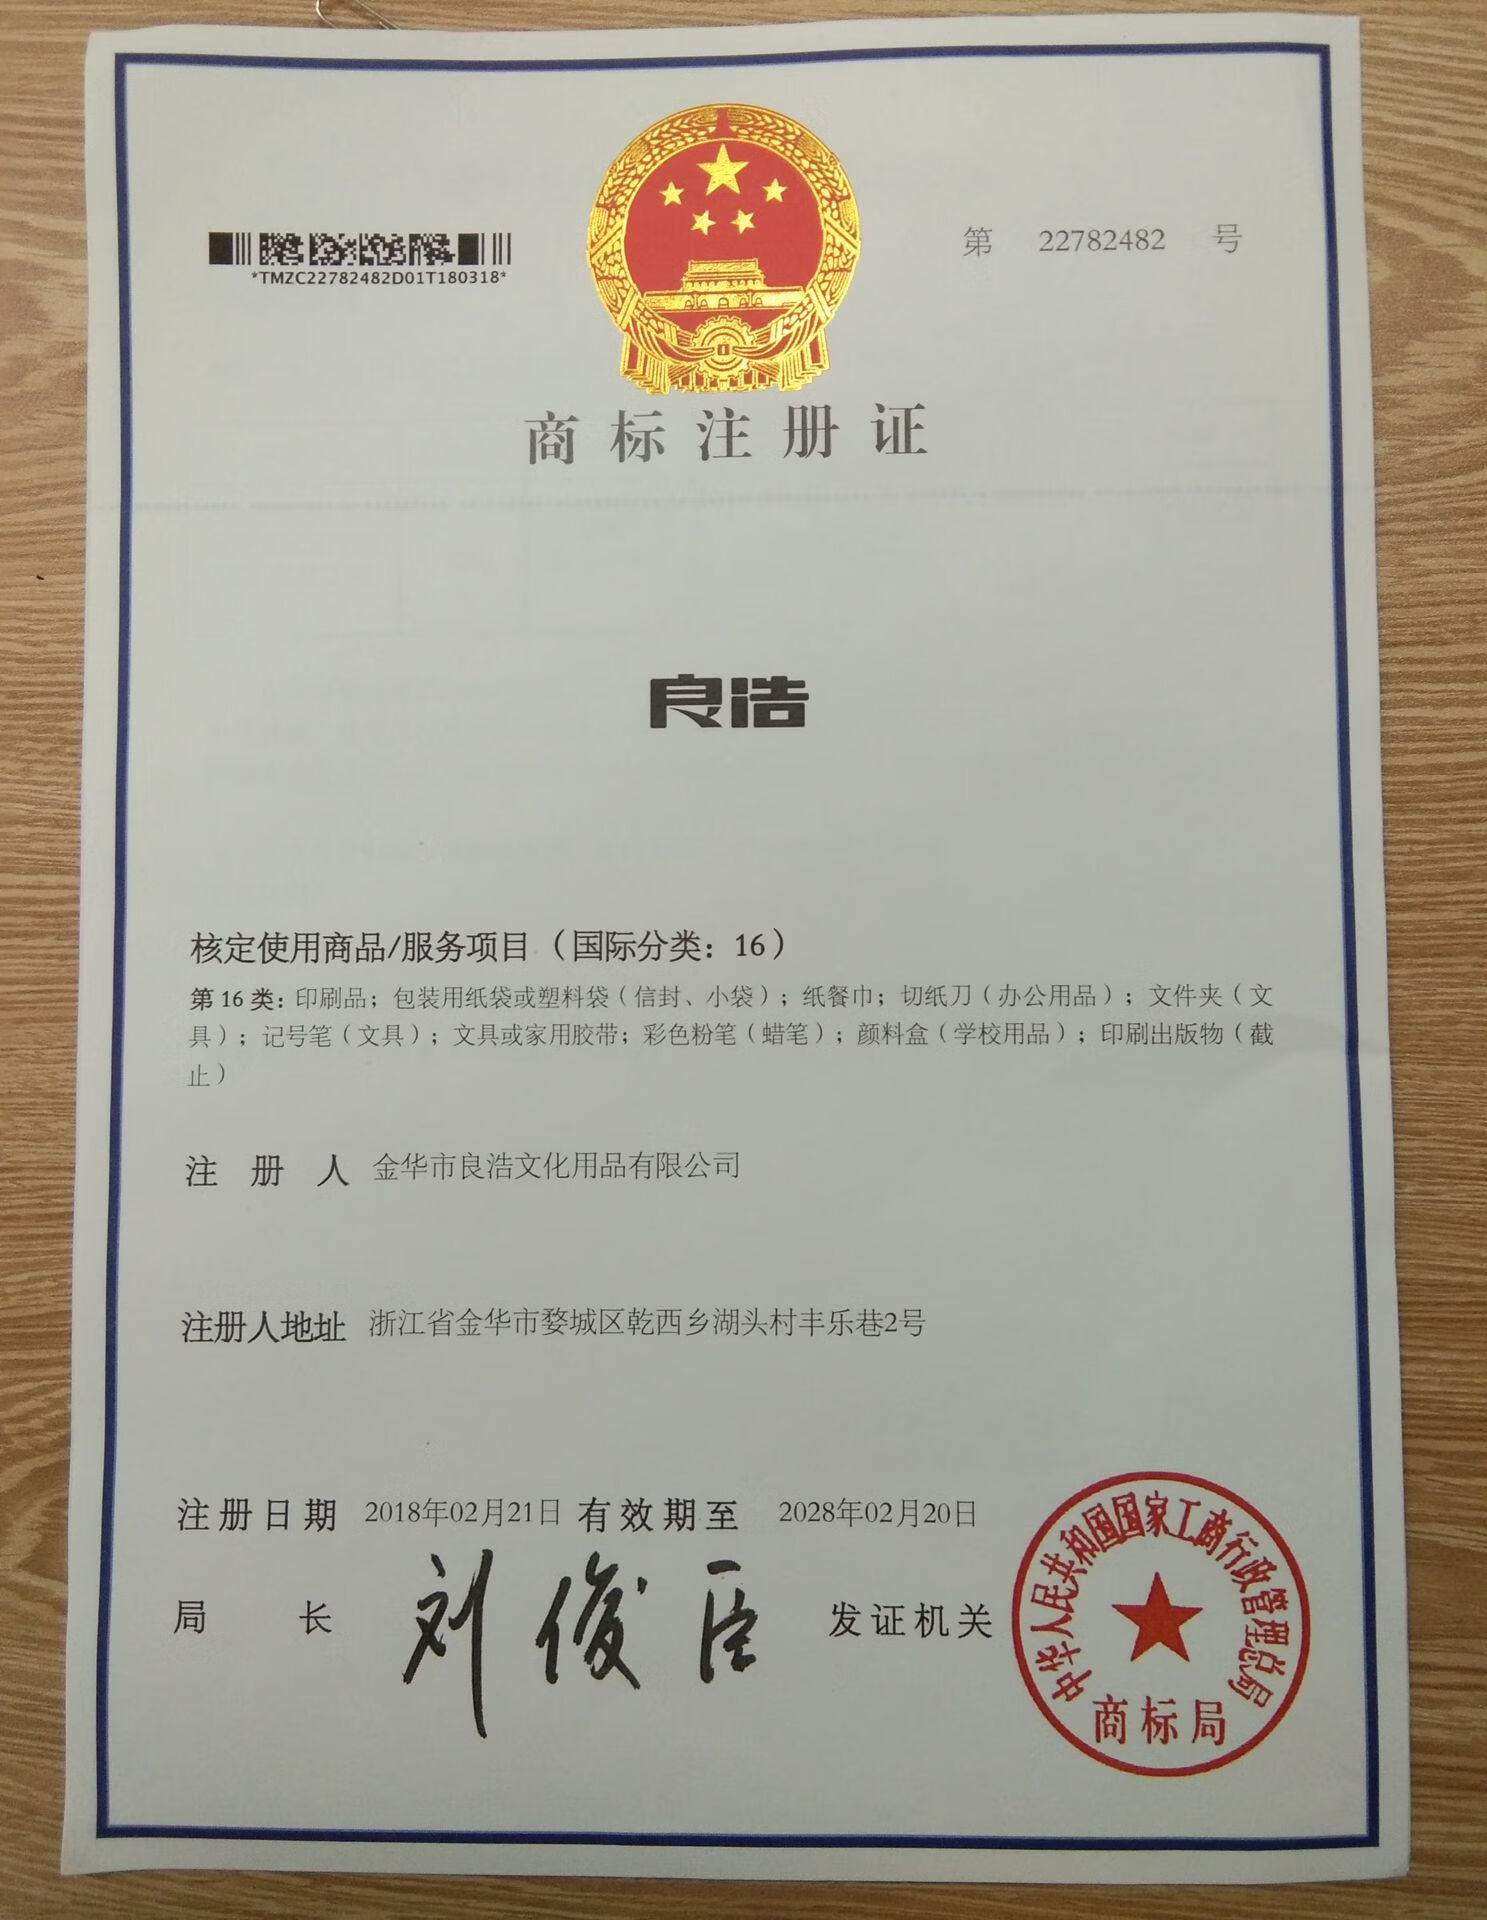 第 22782482 号
*TMZC22782482D01T180318*
商标注册证
良浩
核定使用商品/服务项目（国际分类：16）
第 16 类：印刷品；包装用纸袋或塑料袋（信封、小袋）；纸餐巾；切纸刀（办公用品）；文件夹（文
具）；记号笔（文具）；文具或家用胶带；彩色粉笔（蜡笔）；颜料盒（学校用品）；印刷出版物（截
止）
注册人 金华市良浩文化用品有限公司
注册人地址 浙江省金华市婺城区乾西乡湖头村丰乐巷2号
注册日期 2018年02月21日 有效期至 2028年02月20日
局长 刘俊臣 发证机关
中华人民共和国国家工商行政管理总局
商标局